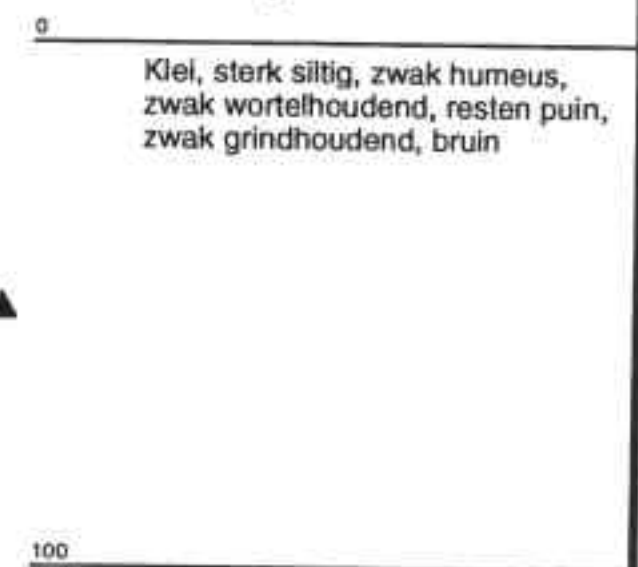 0
Klei, sterk siltig, zwak humeus,
zwak wortelhoudend, resten puin,
zwak grindhoudend, bruin
100